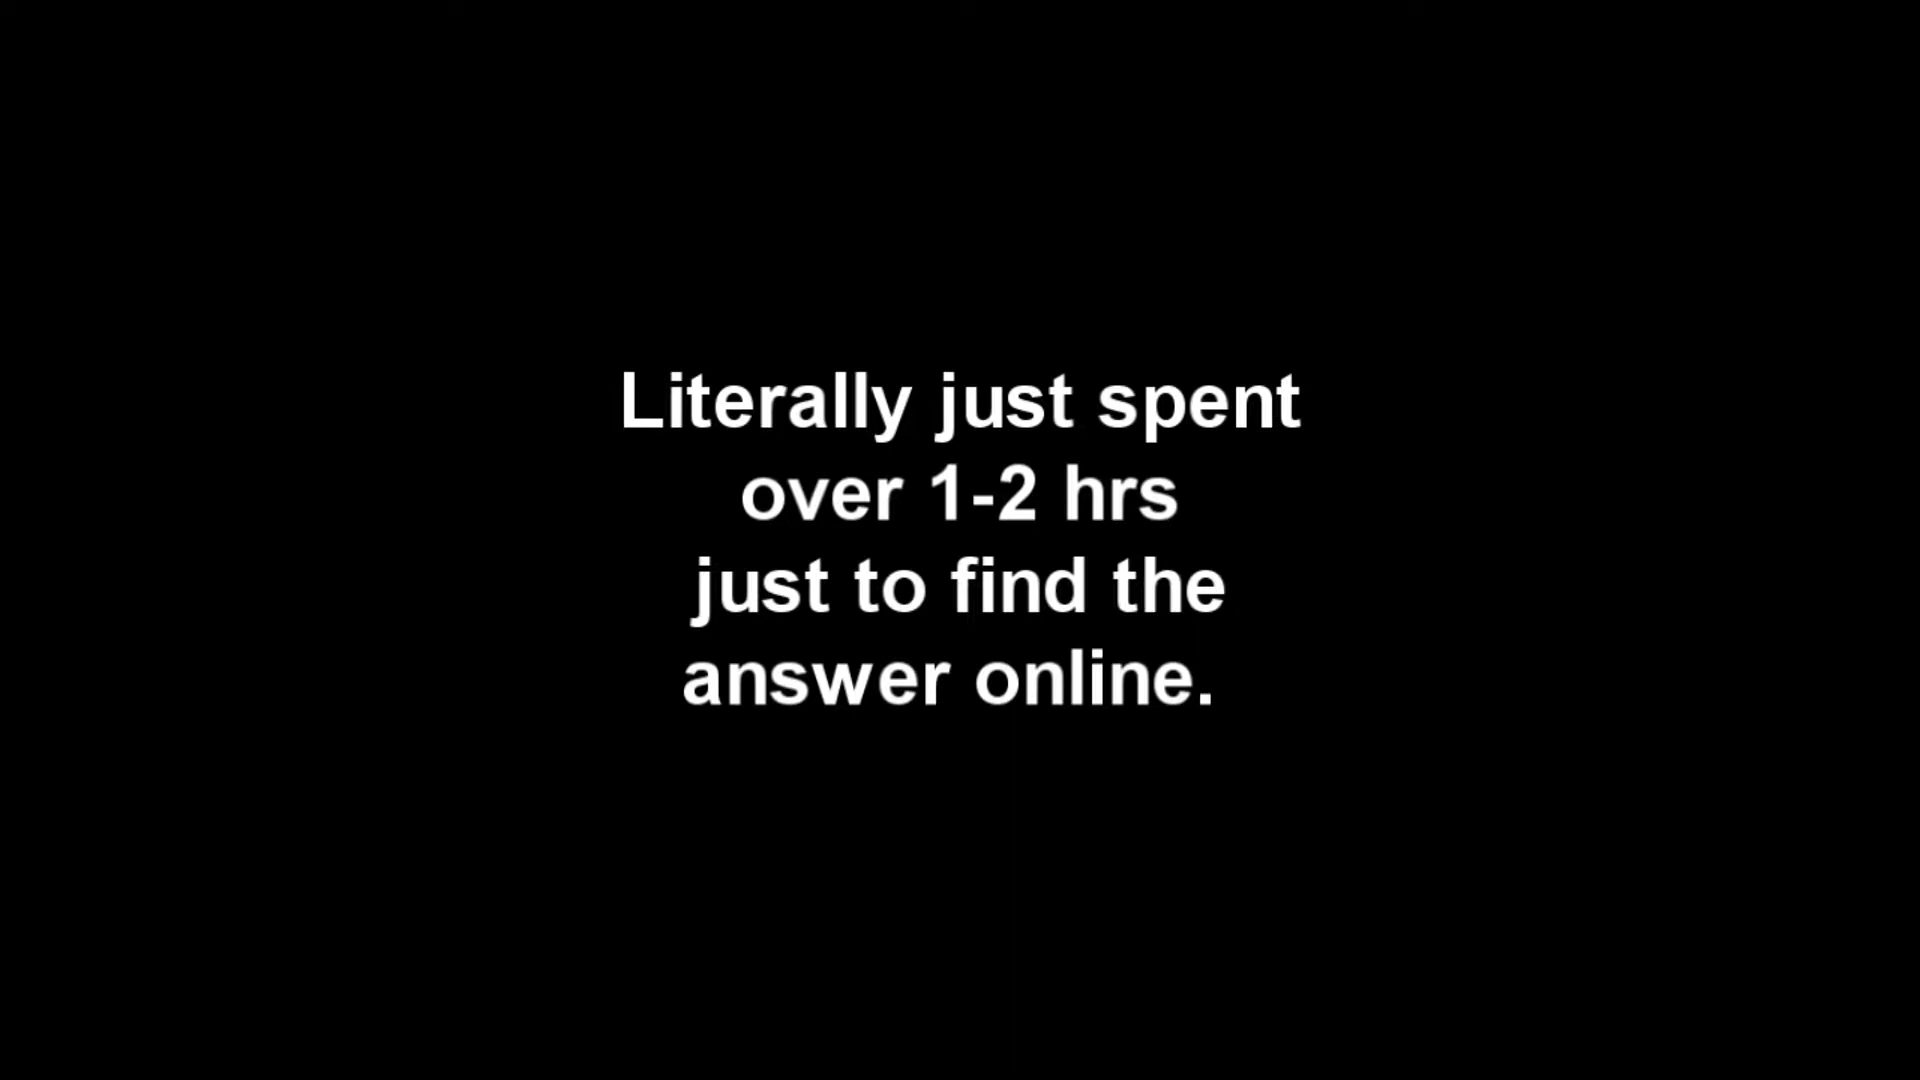 Literally just spent
over 1-2 hrs
just to find the
answer online.